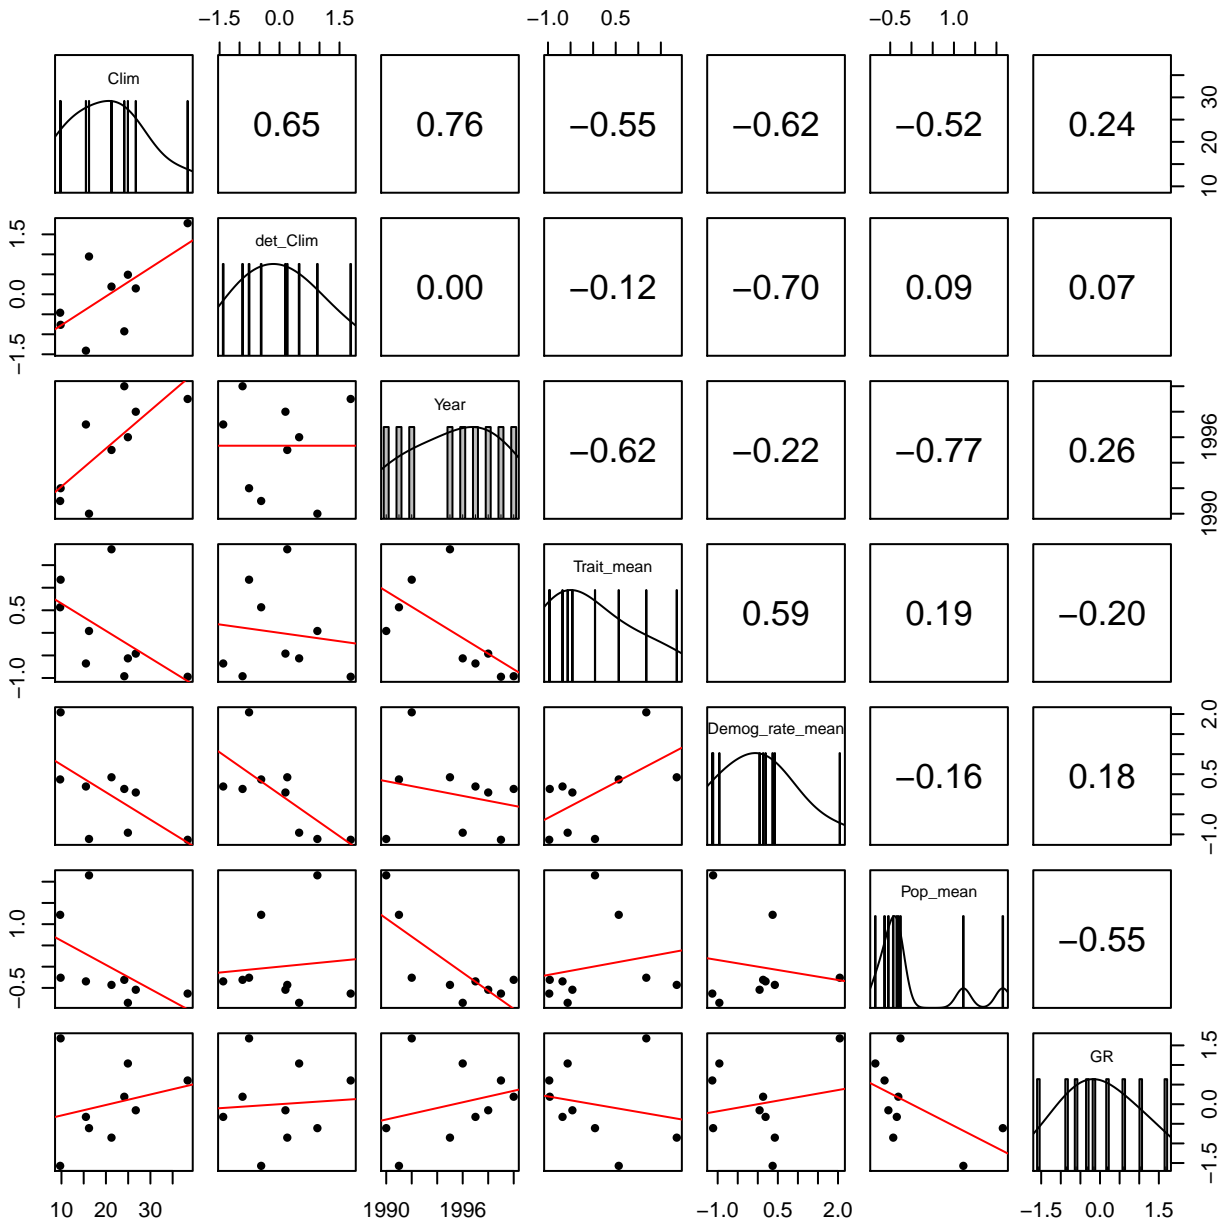 −1.5 0.0 1.5 −1.0 0.5 −0.5 1.0
Clim 0.65 0.76 −0.55 −0.62 −0.52 0.24 10 20 30
−1.5 0.0 1.5 det_Clim 0.00 −0.12 −0.70 0.09 0.07
Year −0.62 −0.22 −0.77 0.26 1990 1996
−1.0 0.5 Trait_mean 0.59 0.19 −0.20
Demog_rate_mean −0.16 0.18 −1.0 0.5 2.0
−0.5 1.0 Pop_mean −0.55
GR −1.5 0.0 1.5
10 20 30 1990 1996 −1.0 0.5 2.0 −1.5 0.0 1.5